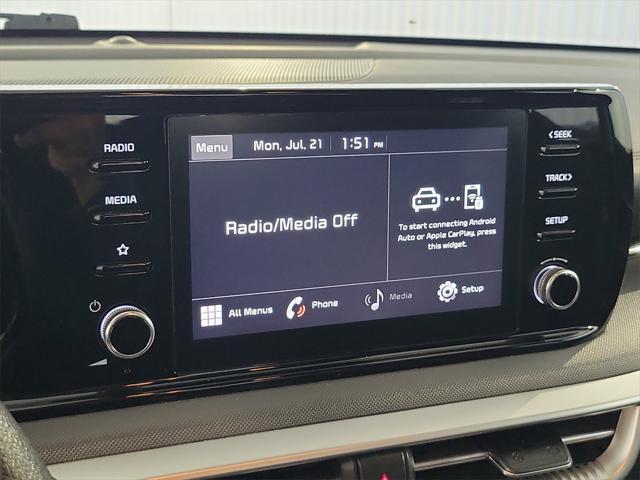 RADIO
MEDIA
Menu
Mon, Jul. 21
1:51 PM
Radio/Media Off
To start connecting Android
Auto or Apple CarPlay, press
this widget.
All Menus
Phone
Media
Setup
<SEEK
TRACK>
SETUP